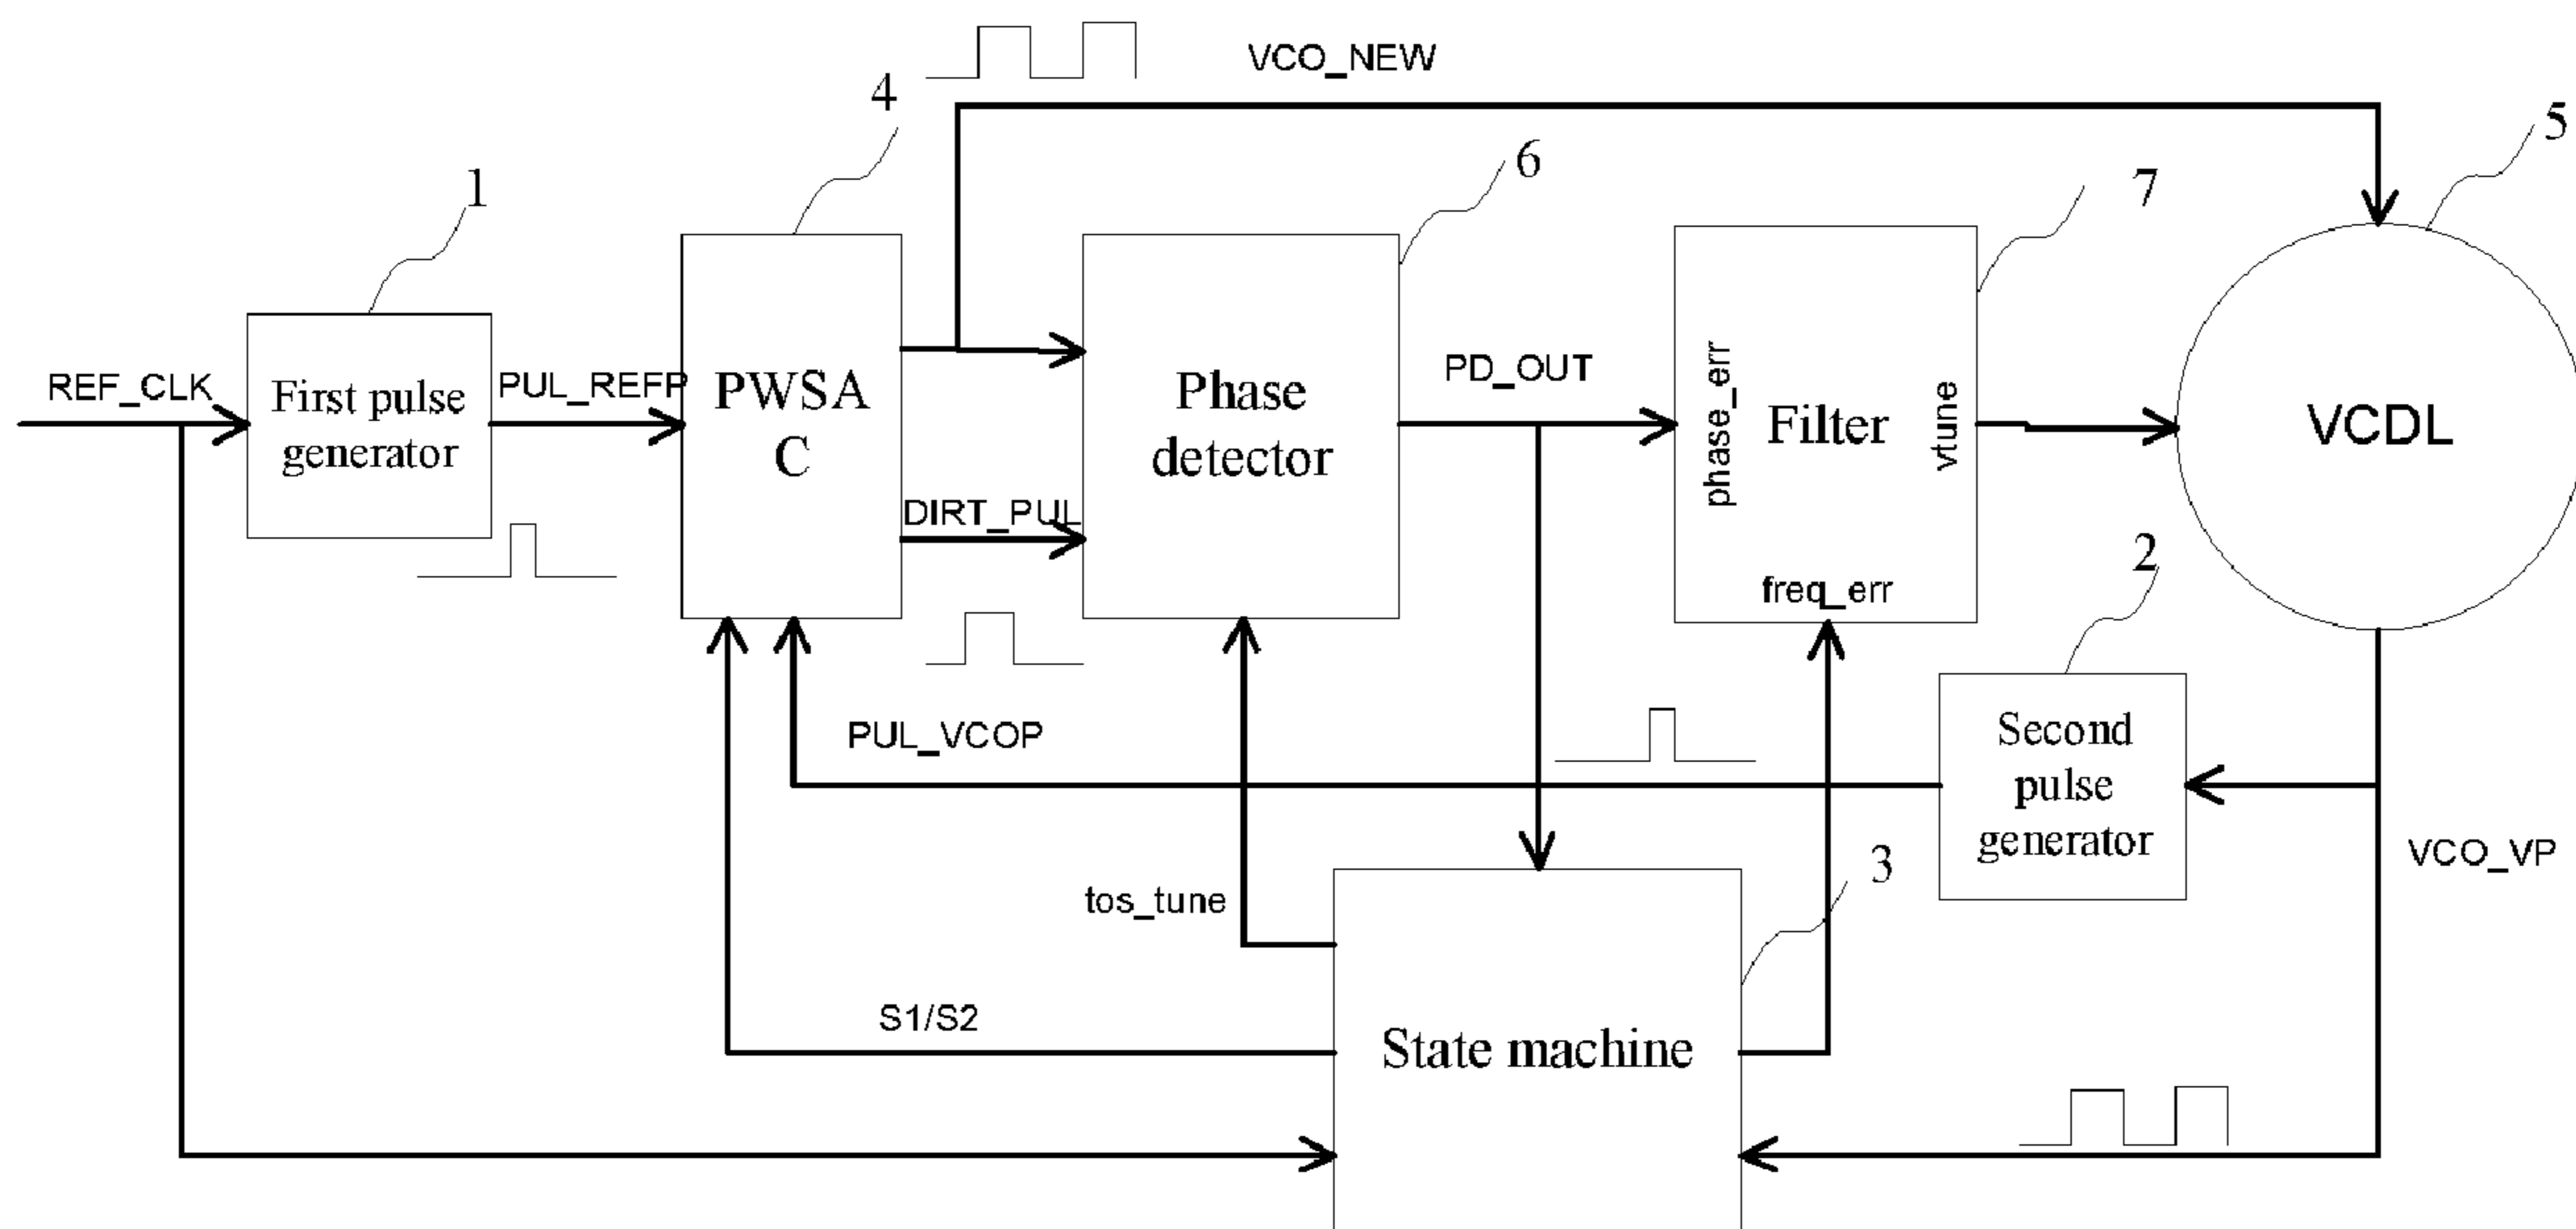 VCO_NEW
4
5
6
7
1
REF_CLK
First pulse
generator
PUL_REFP
PWSA
C
DIRT_PUL
Phase
detector
PD_OUT
phase_err
Filter
vtune
freq_err
VCDL
2
Second
pulse
generator
PUL_VCOP
VCO_VP
tos_tune
3
S1/S2
State machine